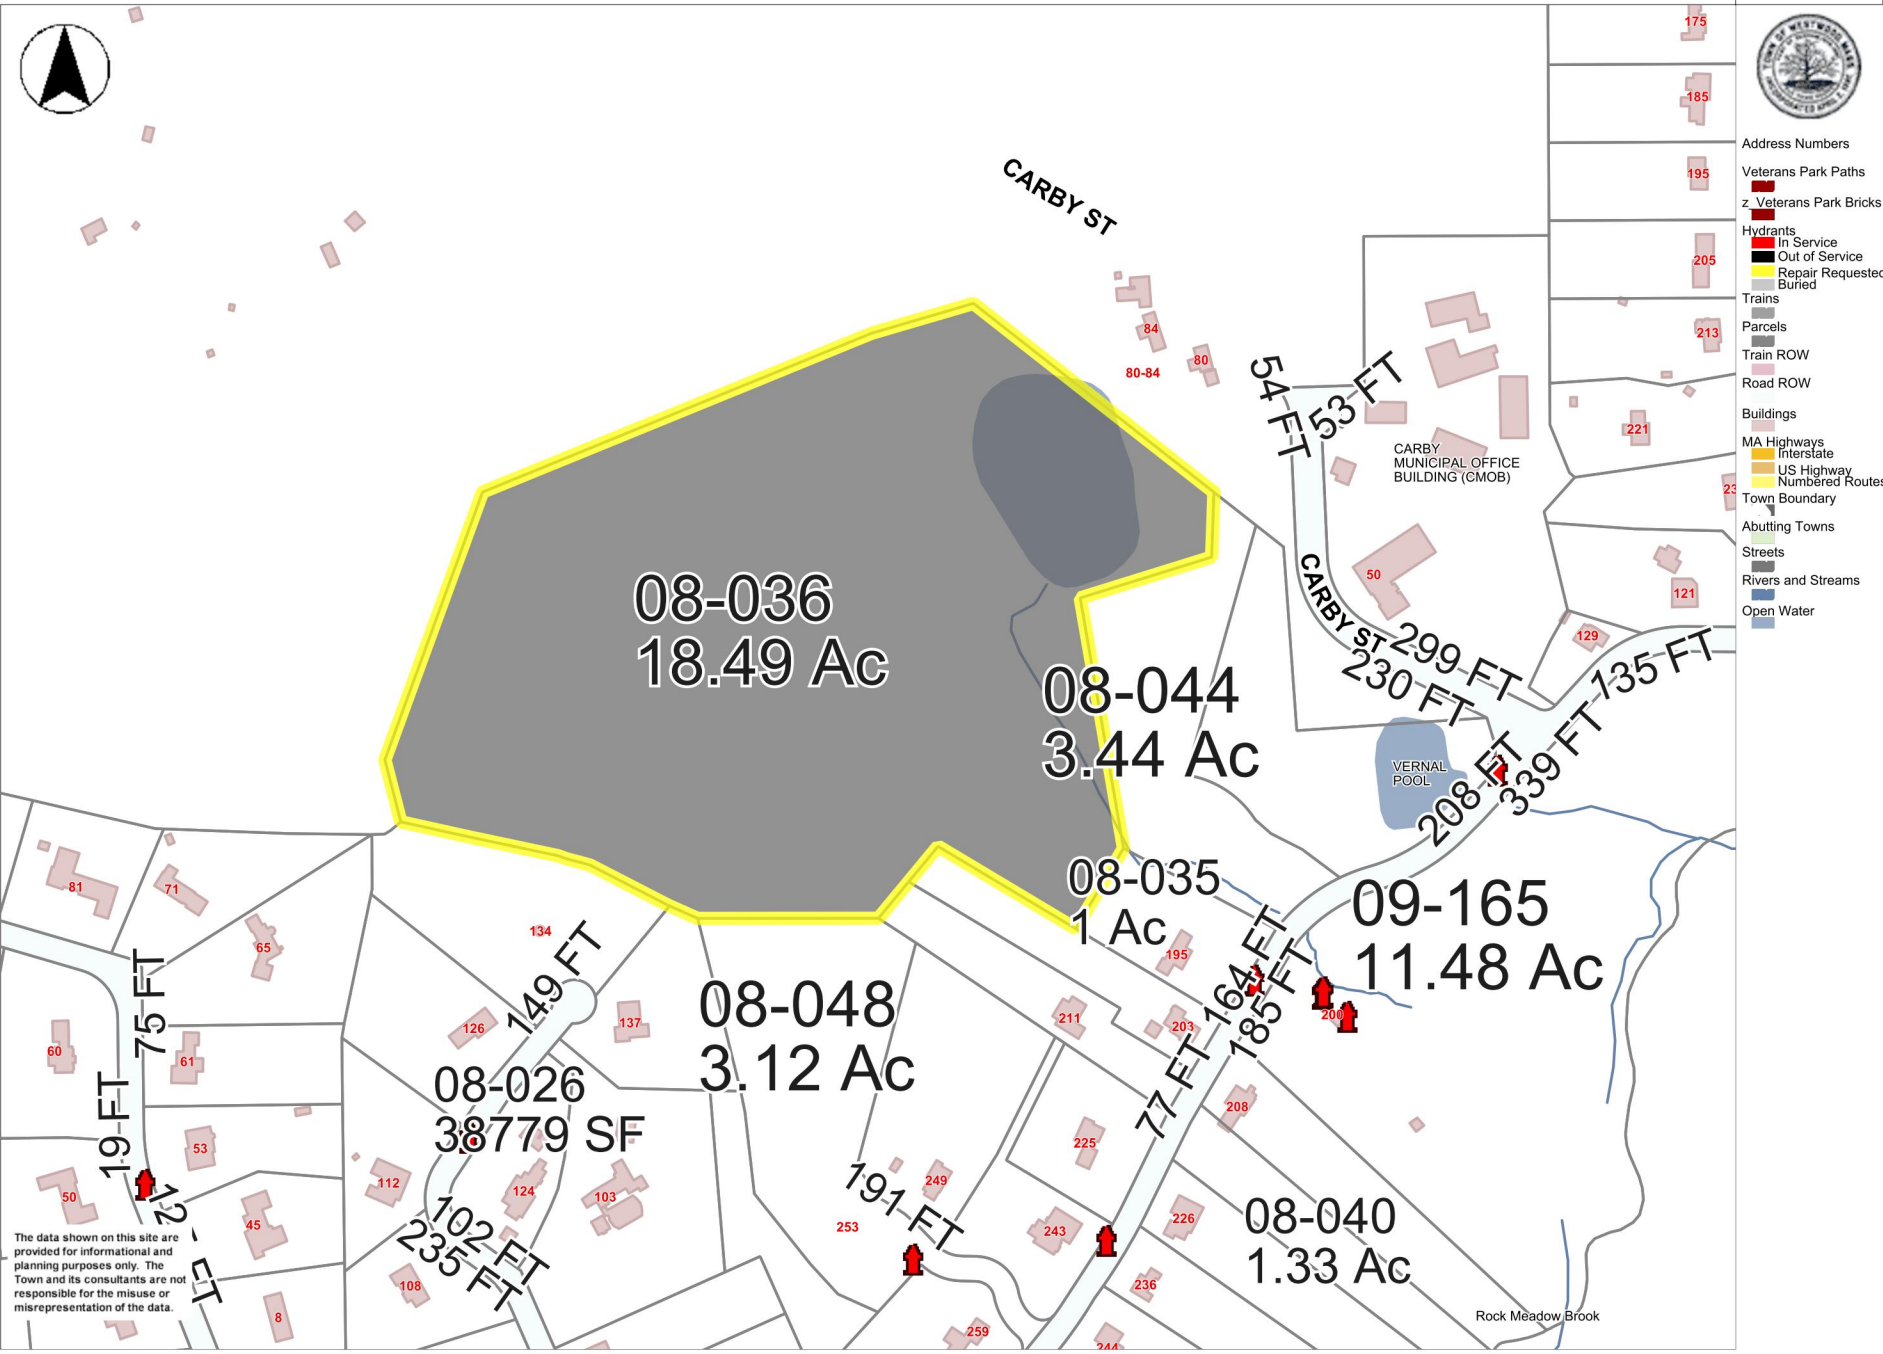 175
TOWN OF WESTWOOD MASS
INCORPORATED APRIL 2, 1897
185
Address Numbers
Veterans Park Paths
z_Veterans Park Bricks
Hydrants
In Service
Out of Service
Repair Requested
Buried
Trains
Parcels
Train ROW
Road ROW
Buildings
MA Highways
Interstate
US Highway
Numbered Routes
Town Boundary
Abutting Towns
Streets
Rivers and Streams
Open Water
195
CARBY ST
205
213
84
80
80-84
54 FT
53 FT
221
CARBY
MUNICIPAL OFFICE
BUILDING (CMOB)
23
50
CARBY ST
121
129
08-036
18.49 Ac
299 FT
230 FT
135 FT
08-044
3.44 Ac
VERNAL
POOL
208 FT
339 FT
08-035
1 Ac
09-165
11.48 Ac
81
71
65
134
149 FT
195
164 FT
185 FT
200
75 FT
08-048
3.12 Ac
126
137
211
203
60
61
77 FT
08-026
38779 SF
208
19 FT
53
225
112
124
103
249
191 FT
50
45
253
243
226
08-040
1.33 Ac
102 FT
235 FT
108
236
8
259
244
Rock Meadow Brook
The data shown on this site are
provided for informational and
planning purposes only. The
Town and its consultants are not
responsible for the misuse or
misrepresentation of the data.